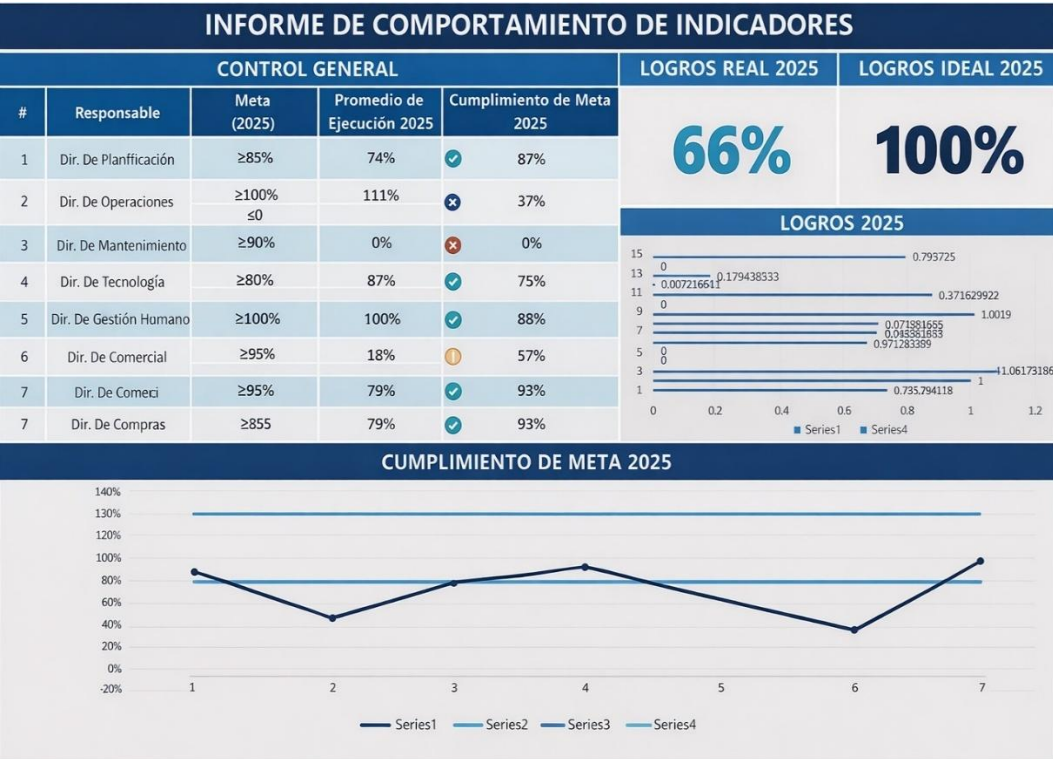 INFORME DE COMPORTAMIENTO DE INDICADORES
CONTROL GENERAL
# Responsable Meta (2025) Promedio de Ejecución 2025 Cumplimiento de Meta 2025
1 Dir. De Planffícación ≥85% 74% 87%
2 Dir. De Operaciones ≥100% 111% 37%
≤0
3 Dir. De Mantenimiento ≥90% 0% 0%
4 Dir. De Tecnología ≥80% 87% 75%
5 Dir. De Gestión Humano ≥100% 100% 88%
6 Dir. De Comercial ≥95% 18% 57%
7 Dir. De Comeci ≥95% 79% 93%
7 Dir. De Compras ≥855 79% 93%
LOGROS REAL 2025
66%
LOGROS IDEAL 2025
100%
LOGROS 2025
15 0.793725
0
13 0.179438333
0.007216611
11 0.371629922
0
9 1.0019
0.071381655
7
0.971283399
5 0
0
3 1.06173186
1
1 0.735.794118
0 0.2 0.4 0.6 0.8 1 1.2
Series1 Series4
CUMPLIMIENTO DE META 2025
140%
130%
120%
100%
80%
60%
40%
20%
0%
-20%
1 2 3 4 5 6 7
Series1 Series2 Series3 Series4